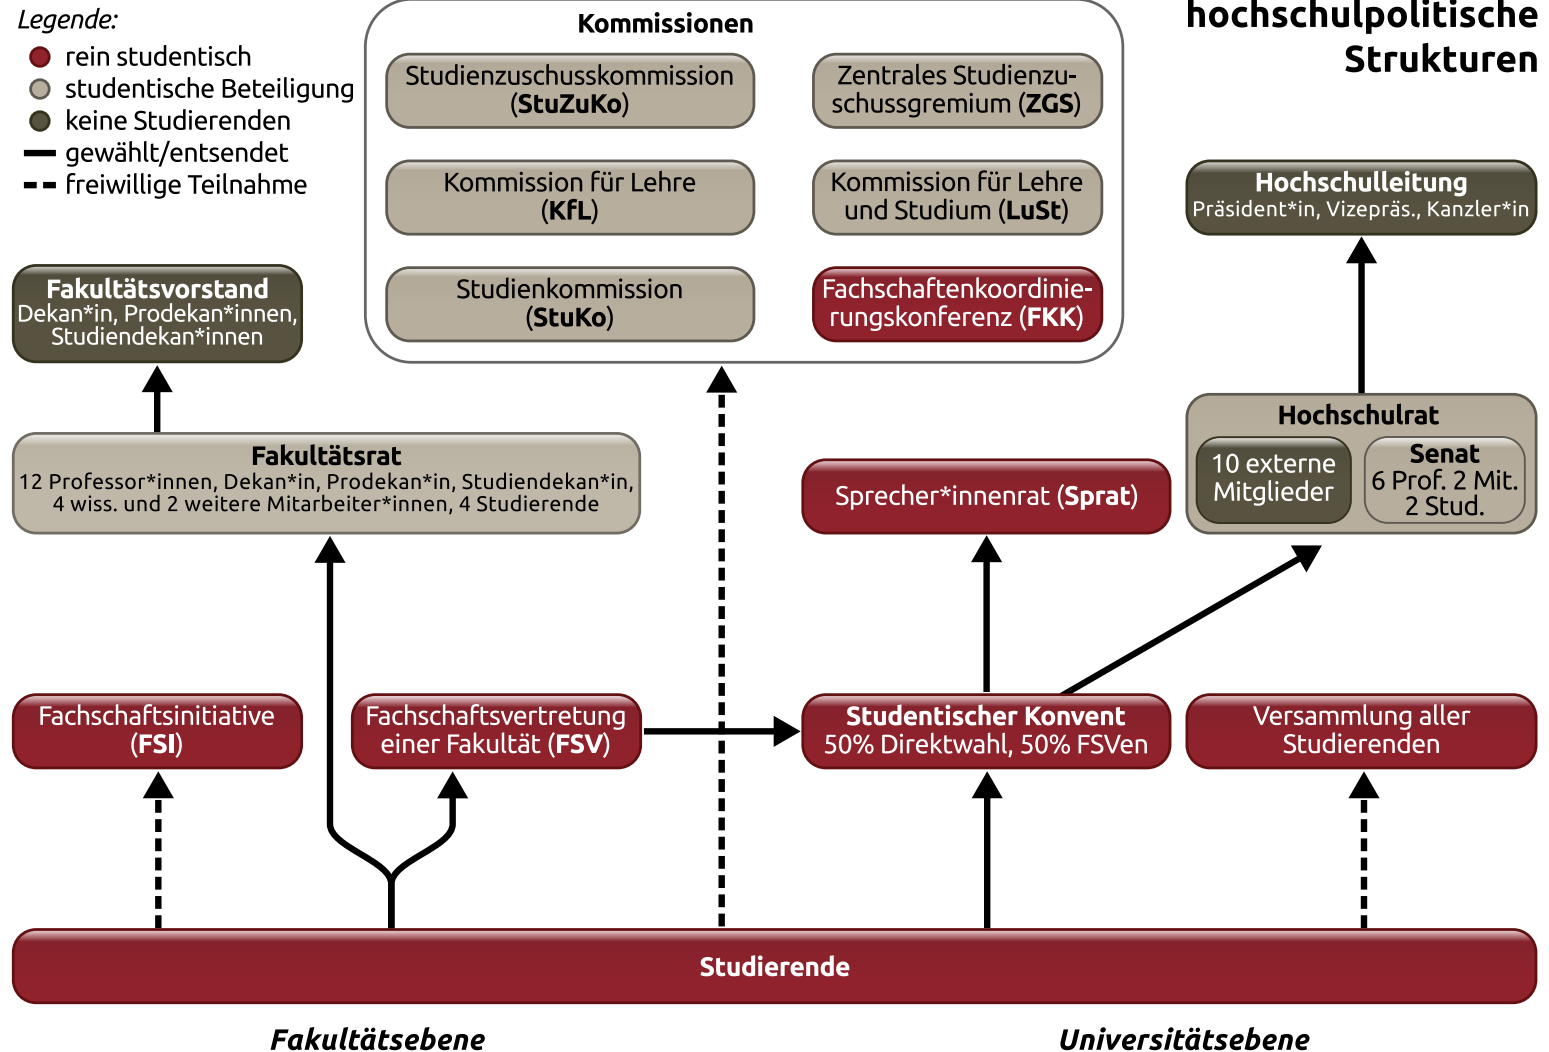 Legende:
rein studentisch
studentische Beteiligung
keine Studierenden
gewählt/entsendet
freiwillige Teilnahme
Kommissionen
Studienzuschusskommission
(StuZuKo)
Zentrales Studienzu-
schussgremium (ZGS)
Kommission für Lehre
(KfL)
Kommission für Lehre
und Studium (LuSt)
Studienkommission
(StuKo)
Fachschaftenkoordinie-
rungskonferenz (FKK)
hochschulpolitische
Strukturen
Hochschulleitung
Präsident*in, Vizepräs., Kanzler*in
Fakultätsvorstand
Dekan*in, Prodekan*innen,
Studiendekan*innen
Fakultätsrat
12 Professor*innen, Dekan*in, Prodekan*in, Studiendekan*in,
4 wiss. und 2 weitere Mitarbeiter*innen, 4 Studierende
Sprecher*innenrat (Sprat)
Hochschulrat
10 externe
Mitglieder
Senat
6 Prof. 2 Mit.
2 Stud.
Fachschaftsinitiative
(FSI)
Fachschaftsvertretung
einer Fakultät (FSV)
Studentischer Konvent
50% Direktwahl, 50% FSVen
Versammlung aller
Studierenden
Studierende
Fakultätsebene
Universitätsebene